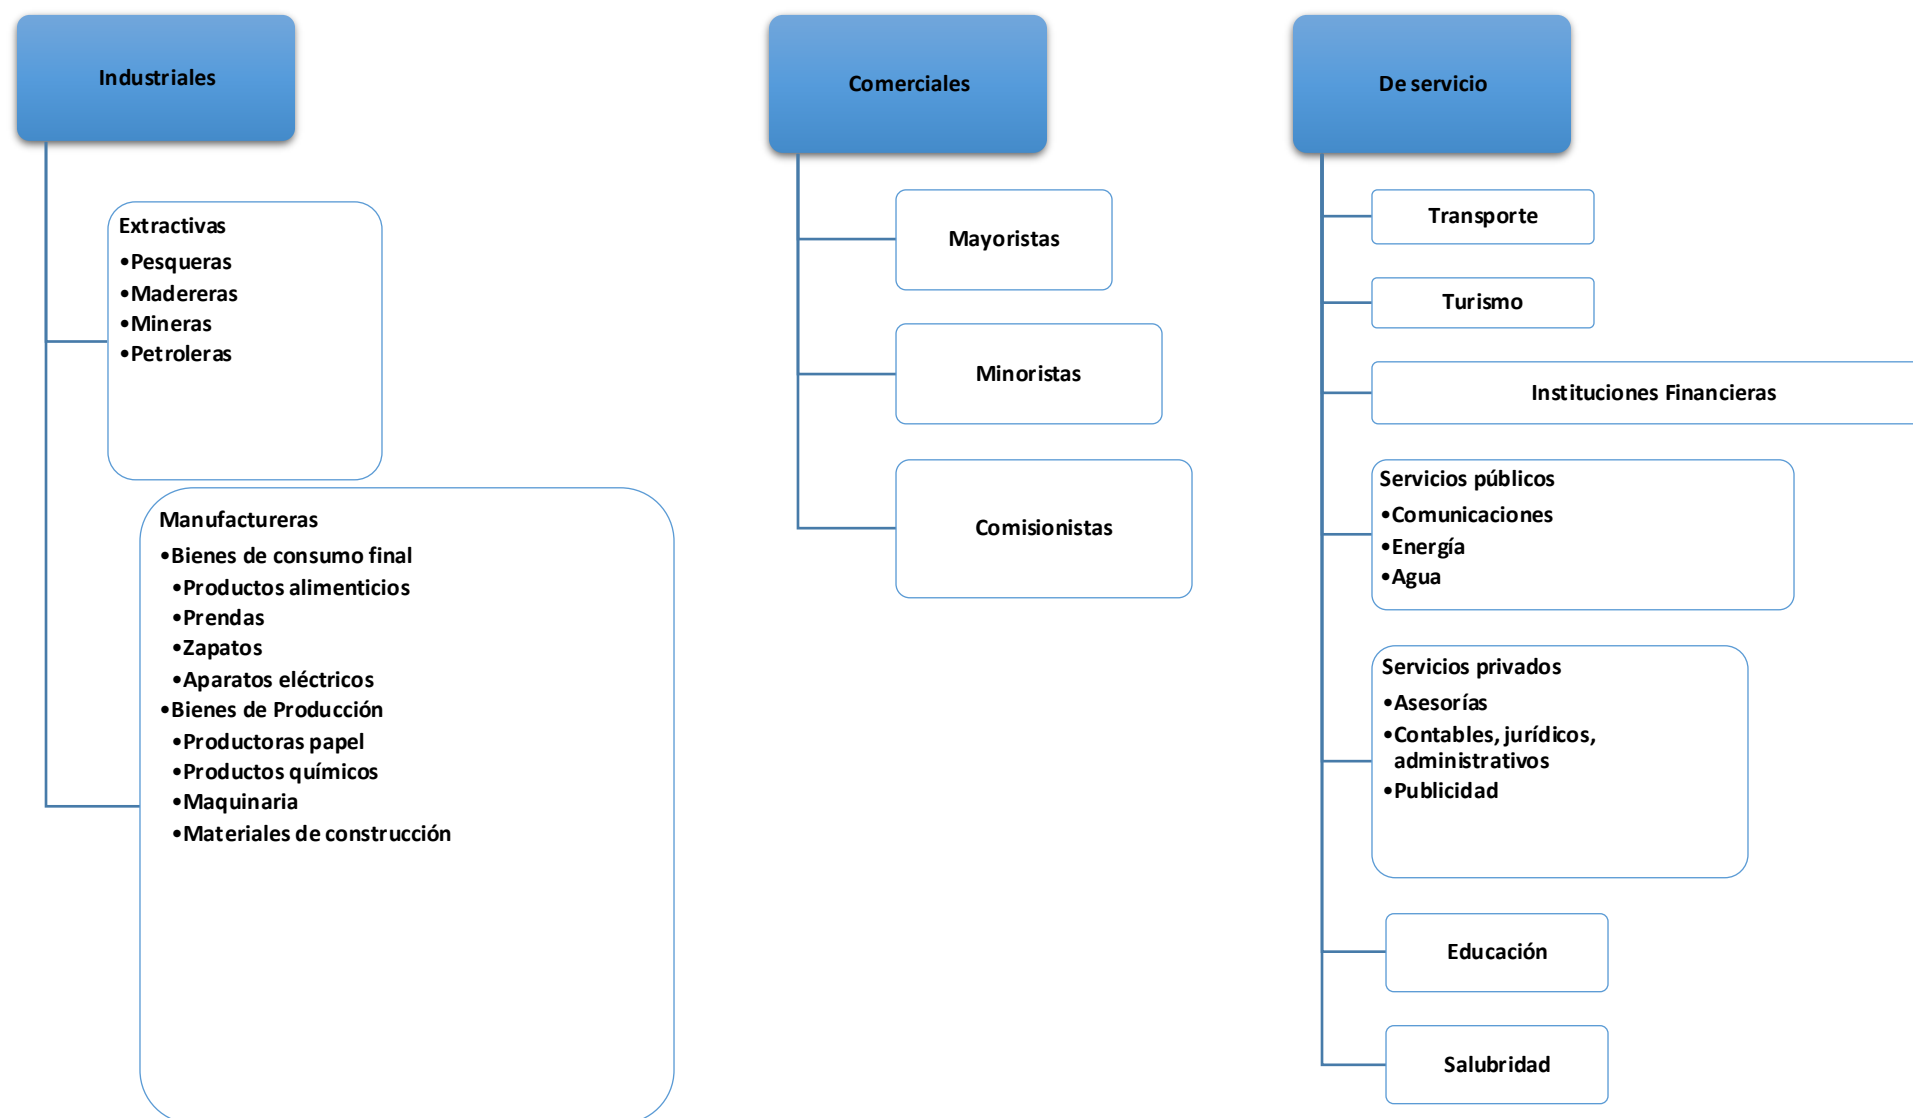 Industriales
Extractivas
•Pesqueras
•Madereras
•Mineras
•Petroleras
Manufactureras
•Bienes de consumo final
•Productos alimenticios
•Prendas
•Zapatos
•Aparatos eléctricos
•Bienes de Producción
•Productoras papel
•Productos químicos
•Maquinaria
•Materiales de construcción
Comerciales
Mayoristas
Minoristas
Comisionistas
De servicio
Transporte
Turismo
Instituciones Financieras
Servicios públicos
•Comunicaciones
•Energía
•Agua
Servicios privados
•Asesorías
•Contables, jurídicos,
administrativos
•Publicidad
Educación
Salubridad